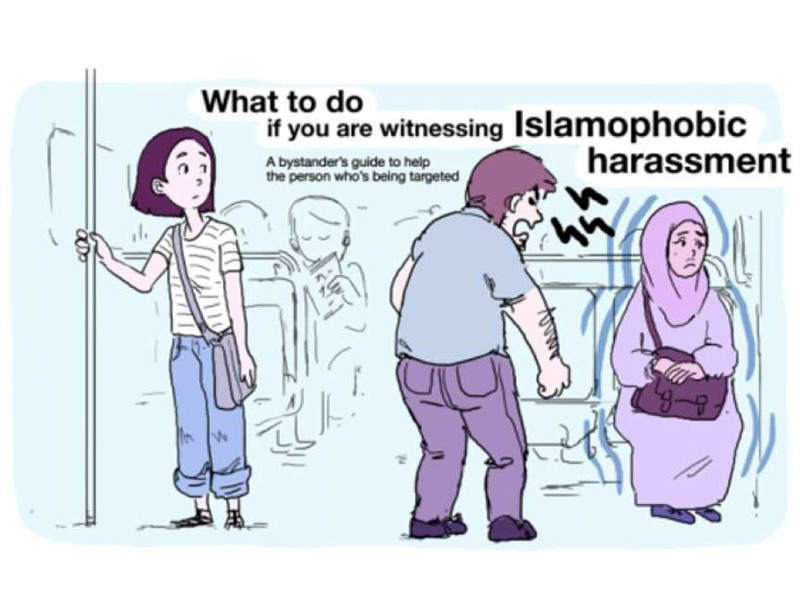 What to do
if you are witnessing Islamophobic
harassment
A bystander's guide to help
the person who's being targeted